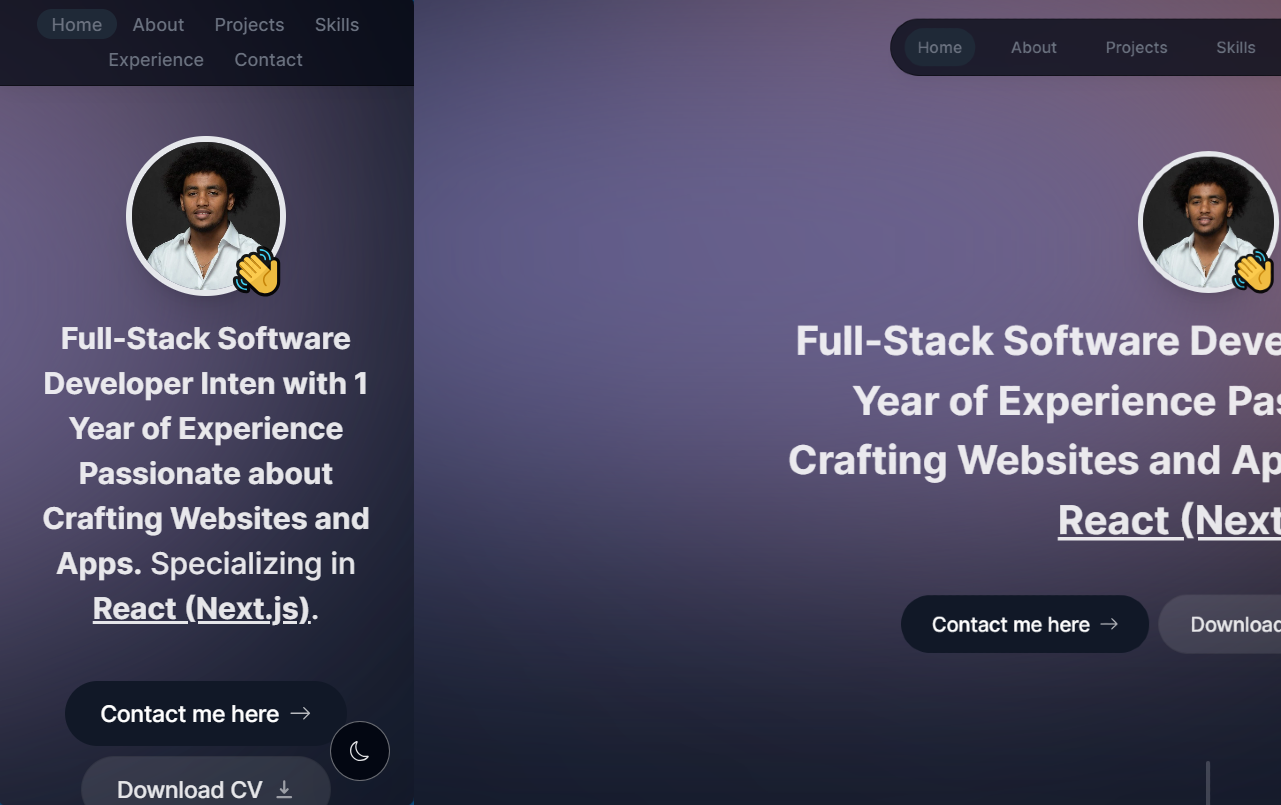 Home About Projects Skills
Experience Contact
Full-Stack Software
Developer Inten with 1
Year of Experience
Passionate about
Crafting Websites and
Apps. Specializing in
React (Next.js).
Contact me here
Download CV
Home About Projects Skills
Full-Stack Software Deve
Year of Experience Pas
Crafting Websites and Ap
React (Next
Contact me here Download